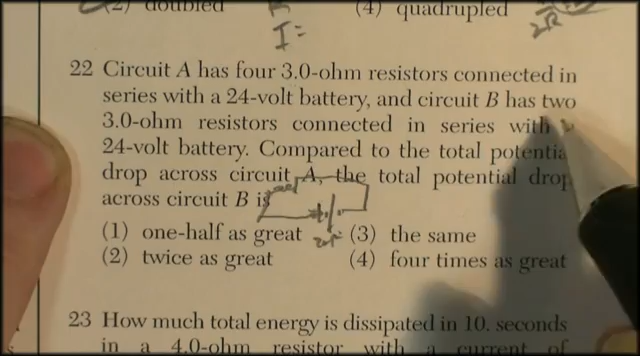 (2) doubled
(4) quadrupled
I=
2R
22 Circuit A has four 3.0-ohm resistors connected in
series with a 24-volt battery, and circuit B has two
3.0-ohm resistors connected in series with
24-volt battery. Compared to the total potential
drop across circuit A, the total potential drop
across circuit B is
(1) one-half as great
(3) the same
(2) twice as great
(4) four times as great
23 How much total energy is dissipated in 10. seconds
in a 4.0-ohm resistor with a current of